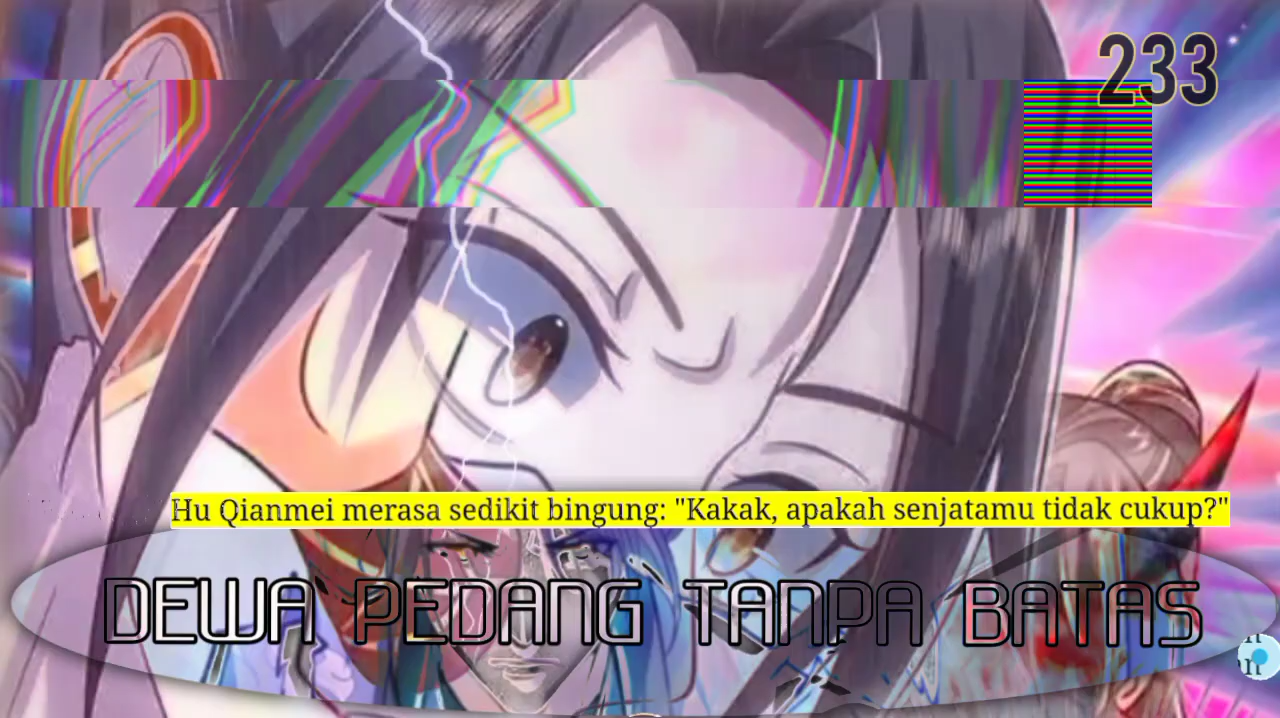 233
Hu Qianmei merasa sedikit bingung: "Kakak, apakah senjatamu tidak cukup?"
DEWA PEDANG TANPA BATAS